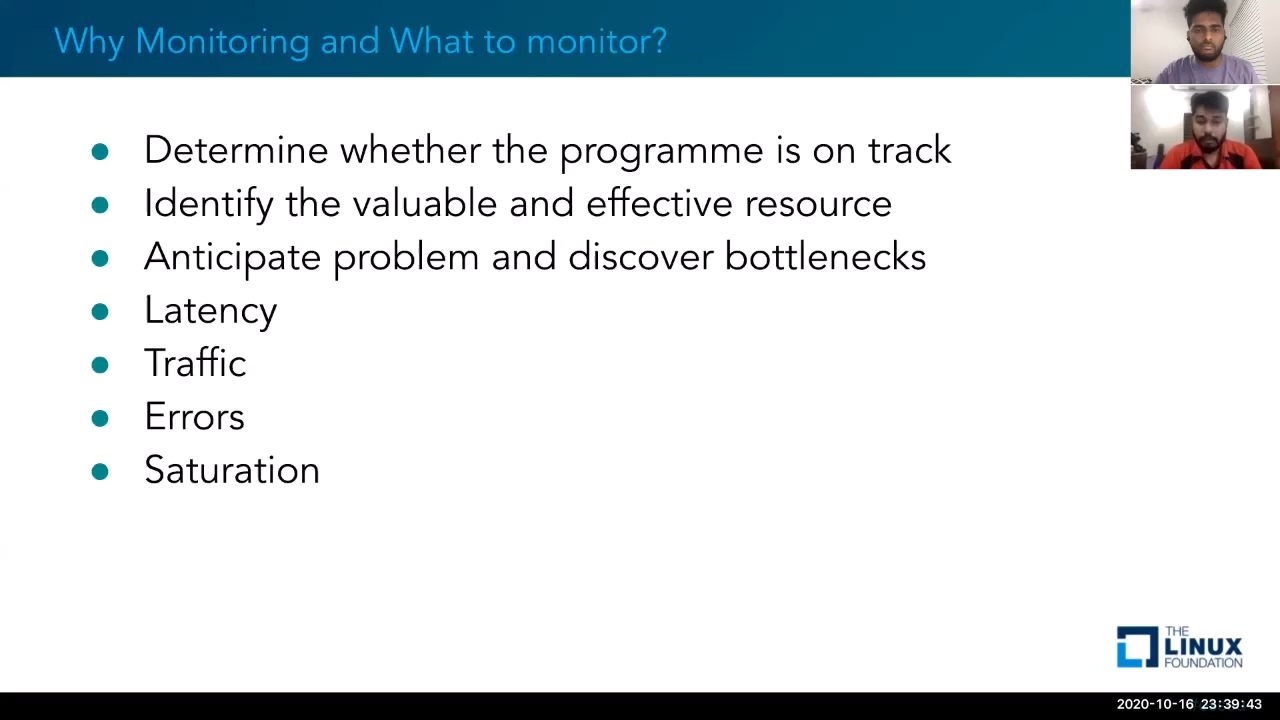 Why Monitoring and What to monitor?
Determine whether the programme is on track
Identify the valuable and effective resource
Anticipate problem and discover bottlenecks
Latency
Traffic
Errors
Saturation
THE
LINUX
FOUNDATION
2020-10-16 23:39:43